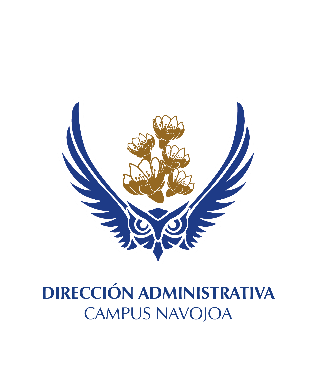 DIRECCIÓN ADMINISTRATIVA
CAMPUS NAVOJOA